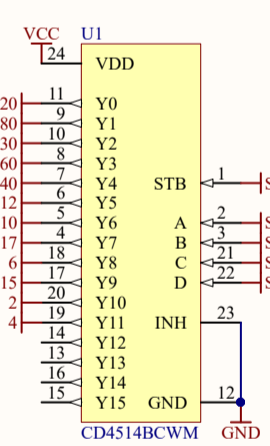 VCC
U1
24 VDD
20 11 Y0
80 9 Y1
30 10 Y2
60 8 Y3
40 7 Y4 STB 1
12 6 Y5
10 5 Y6 A 2
17 4 Y7 B 3
6 18 Y8 C 21
15 17 Y9 D 22
2 20 Y10
4 19 Y11 INH 23
14 Y12
13 Y13
16 Y14
15 Y15 GND 12
CD4514BCWM
GND